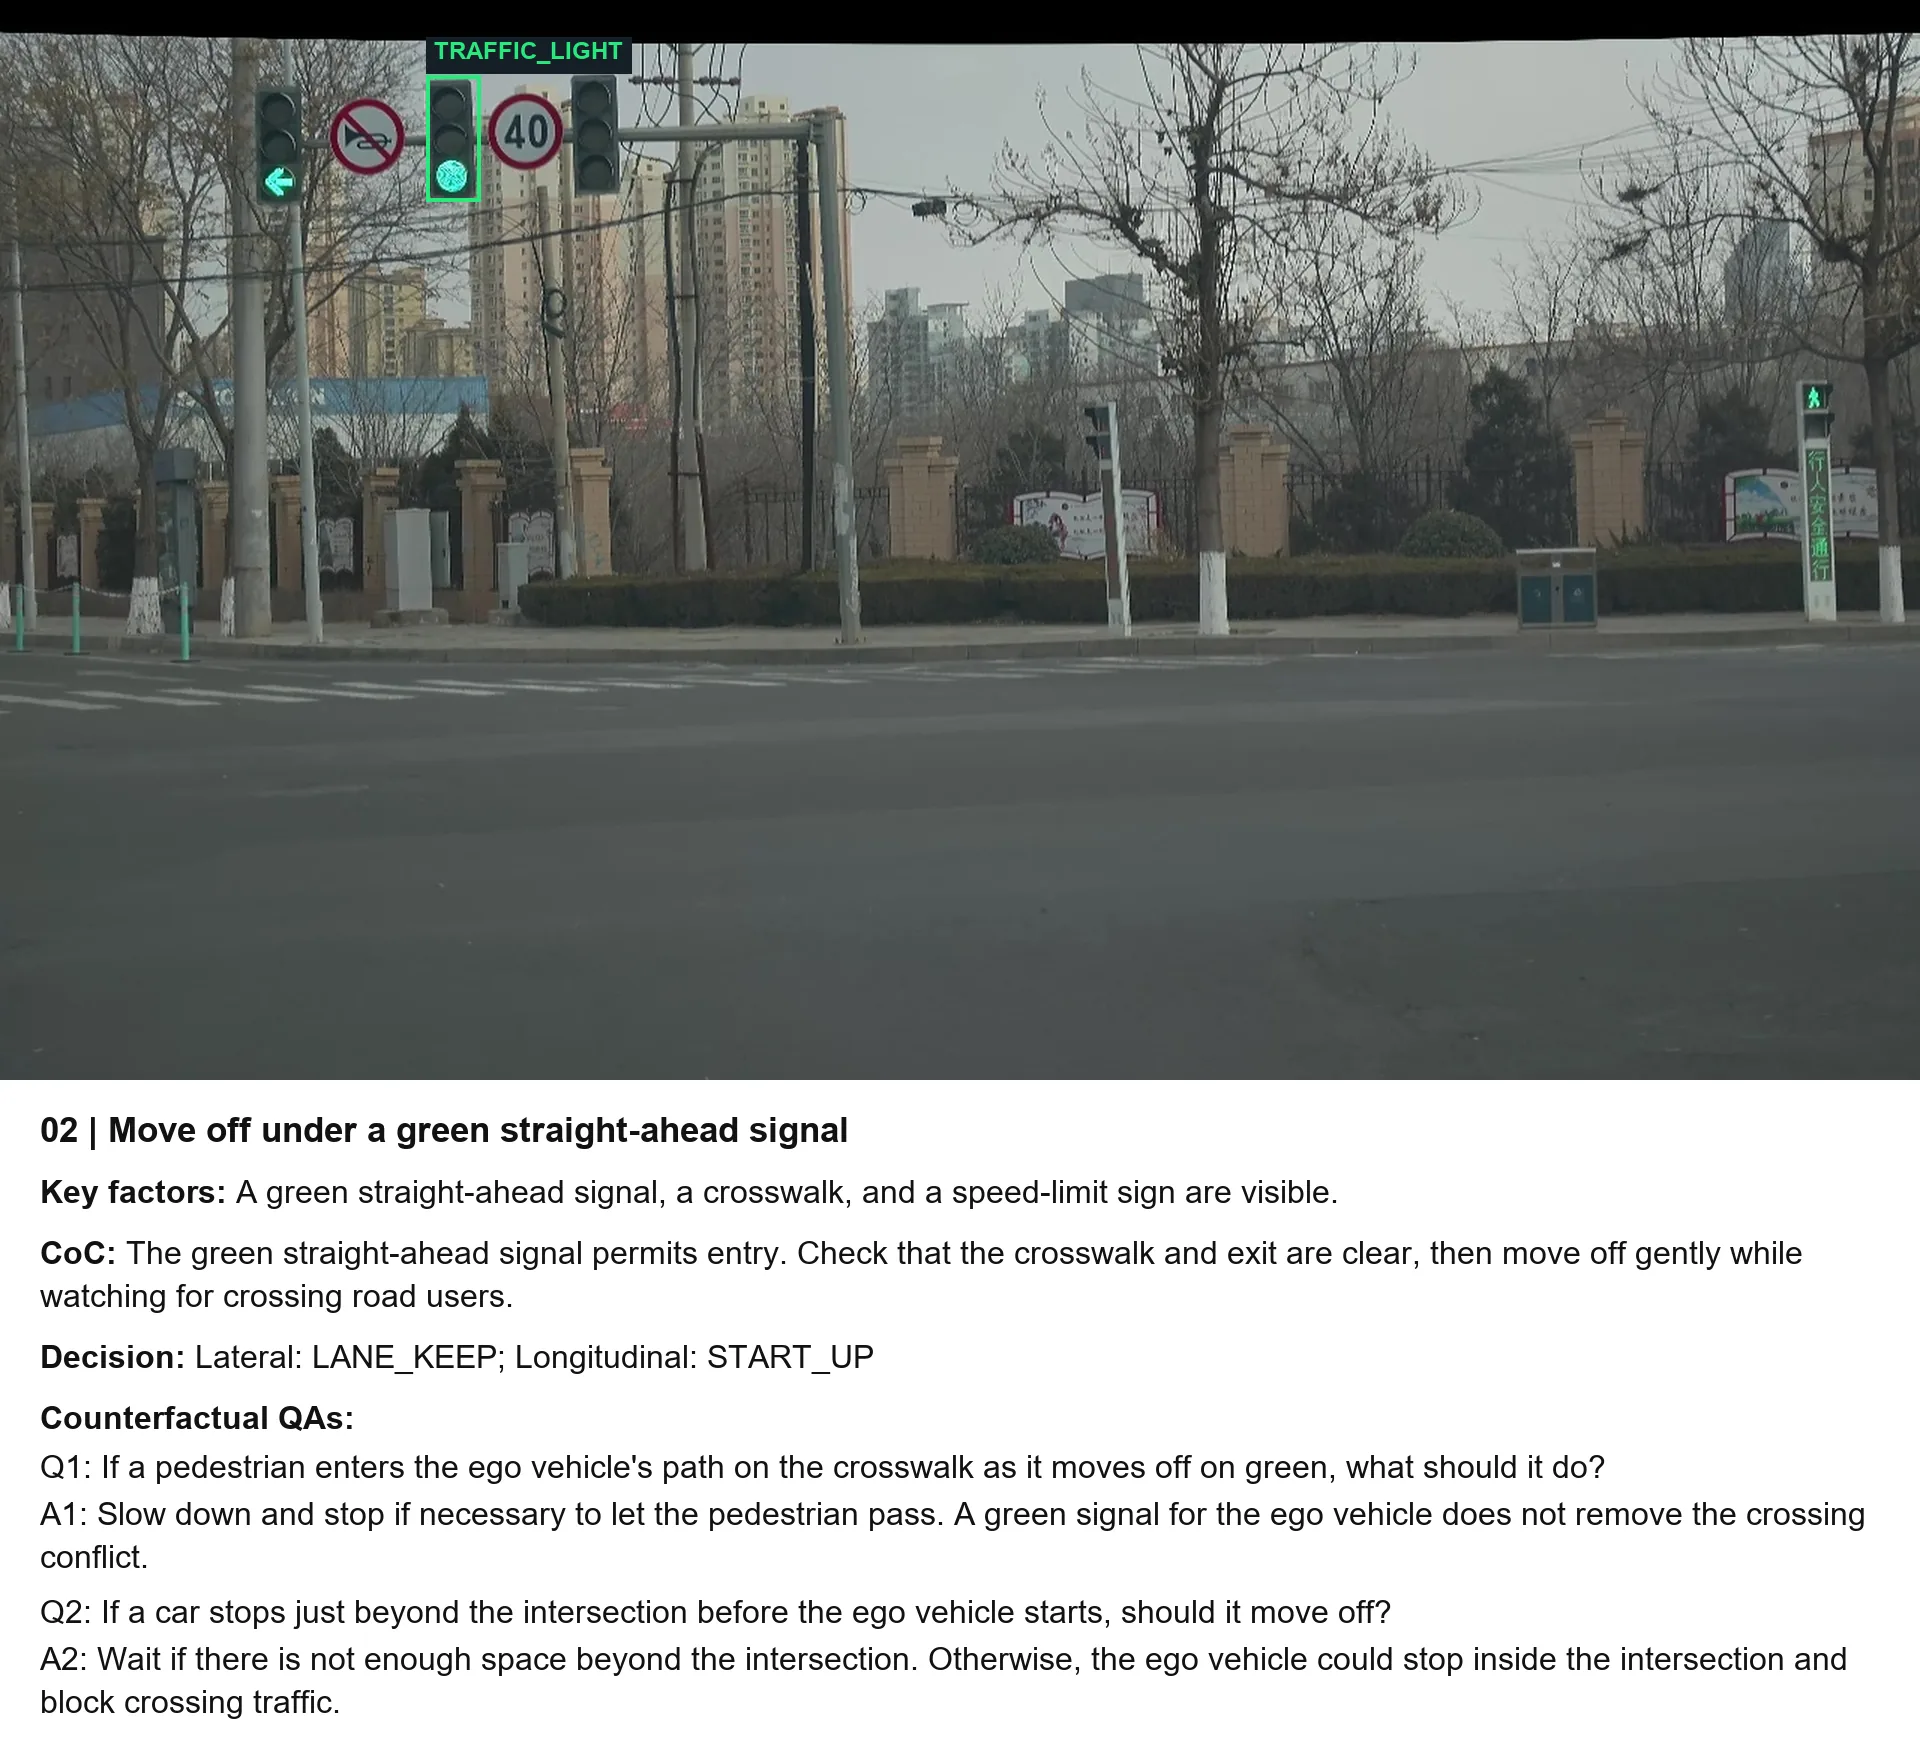 TRAFFIC_LIGHT
40
行人安全通行
02 | Move off under a green straight-ahead signal
Key factors: A green straight-ahead signal, a crosswalk, and a speed-limit sign are visible.
CoC: The green straight-ahead signal permits entry. Check that the crosswalk and exit are clear, then move off gently while
watching for crossing road users.
Decision: Lateral: LANE_KEEP; Longitudinal: START_UP
Counterfactual QAs:
Q1: If a pedestrian enters the ego vehicle's path on the crosswalk as it moves off on green, what should it do?
A1: Slow down and stop if necessary to let the pedestrian pass. A green signal for the ego vehicle does not remove the crossing
conflict.
Q2: If a car stops just beyond the intersection before the ego vehicle starts, should it move off?
A2: Wait if there is not enough space beyond the intersection. Otherwise, the ego vehicle could stop inside the intersection and
block crossing traffic.